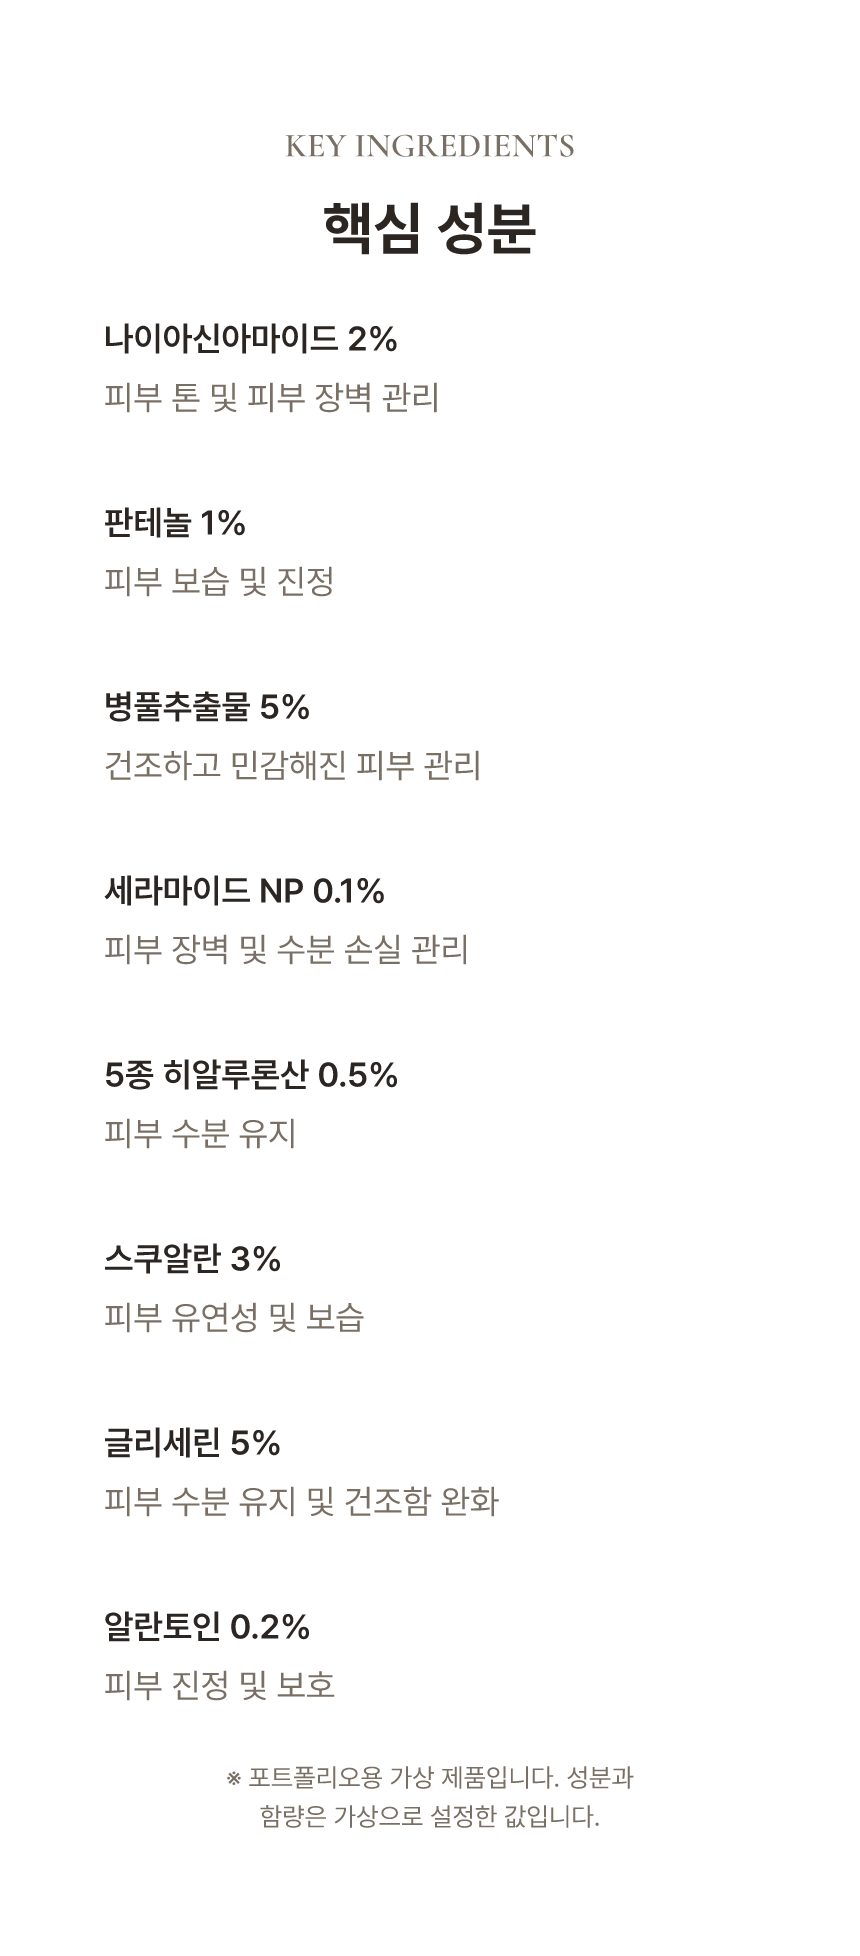 KEY INGREDIENTS
핵심 성분
나이아신아마이드 2%
피부 톤 및 피부 장벽 관리
판테놀 1%
피부 보습 및 진정
병풀추출물 5%
건조하고 민감해진 피부 관리
세라마이드 NP 0.1%
피부 장벽 및 수분 손실 관리
5종 히알루론산 0.5%
피부 수분 유지
스쿠알란 3%
피부 유연성 및 보습
글리세린 5%
피부 수분 유지 및 건조함 완화
알란토인 0.2%
피부 진정 및 보호
※ 포트폴리오용 가상 제품입니다. 성분과
함량은 가상으로 설정한 값입니다.